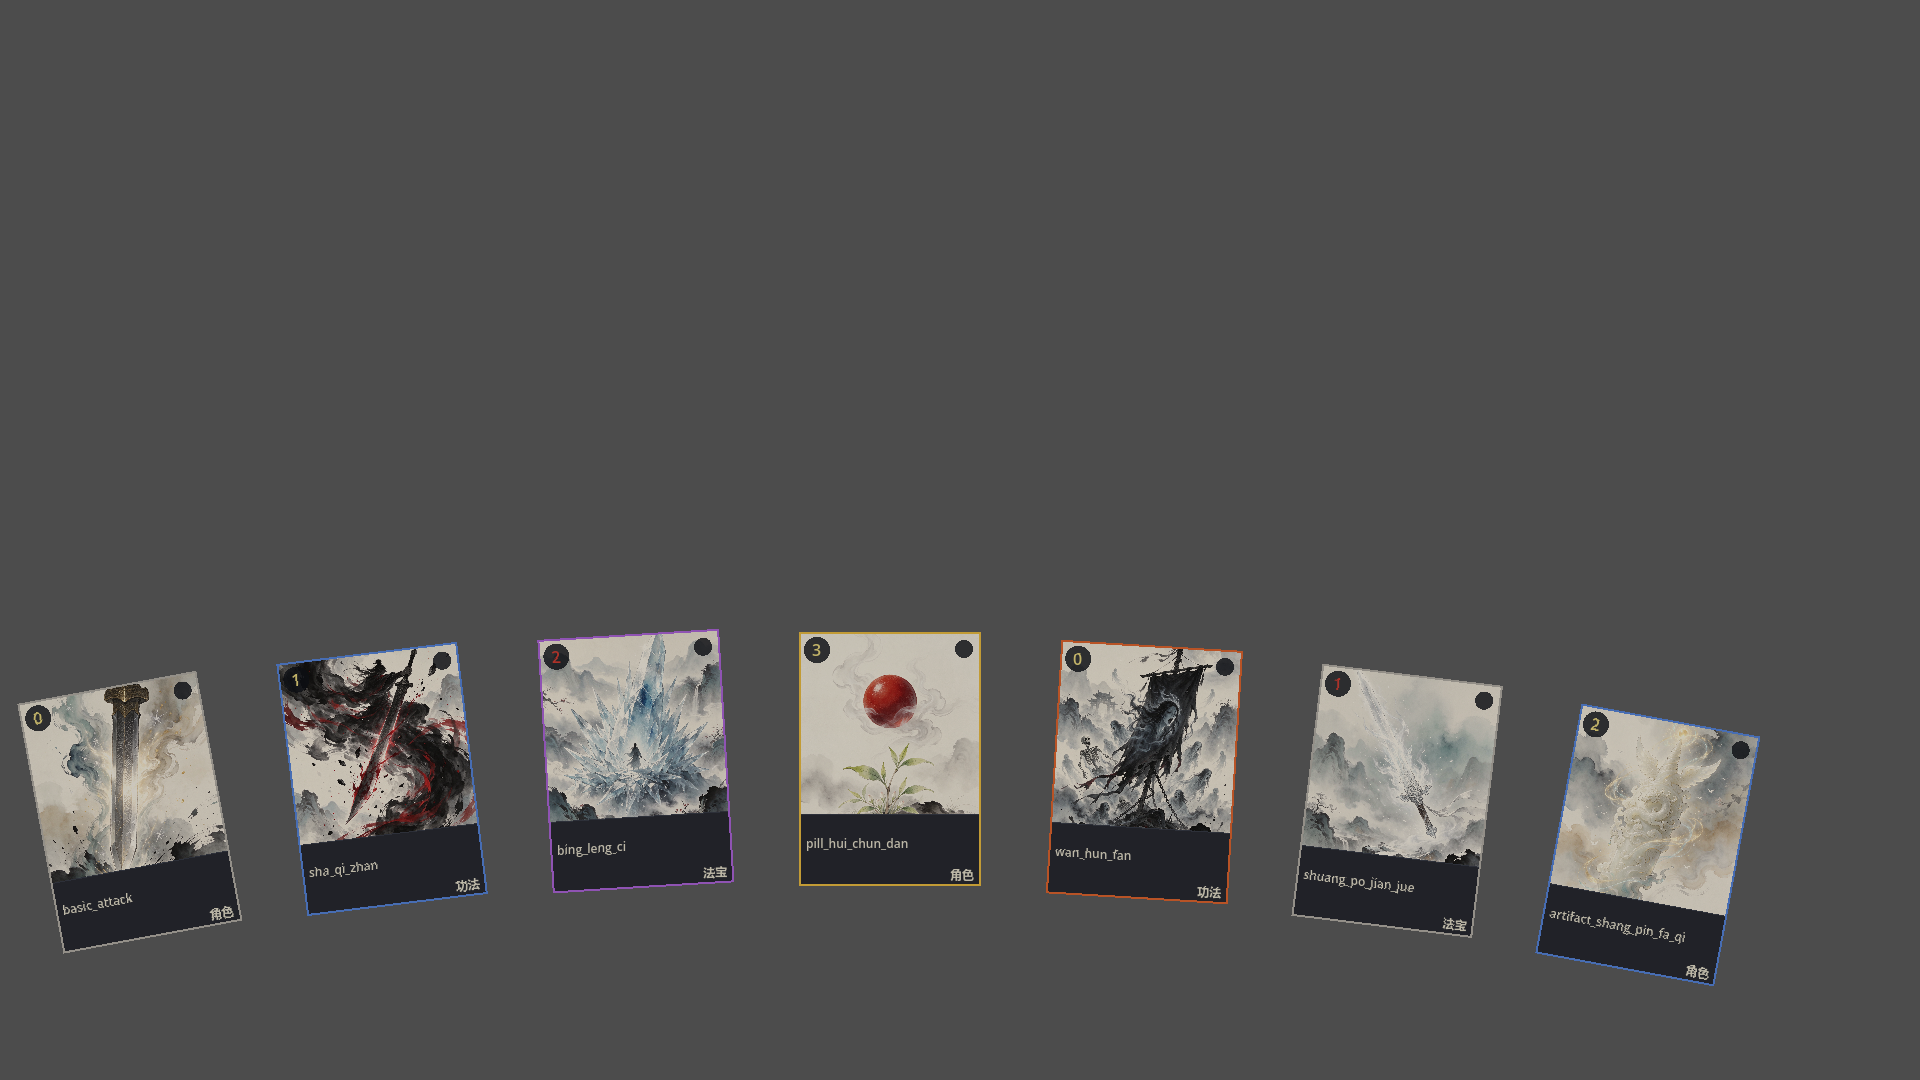 0
basic_attack
角色
1
sha_qi_zhan
功法
2
bing_leng_ci
法宝
3
pill_hui_chun_dan
角色
0
wan_hun_fan
功法
1
shuang_po_jian_jue
法宝
2
artifact_shang_pin_fa_qi
角色